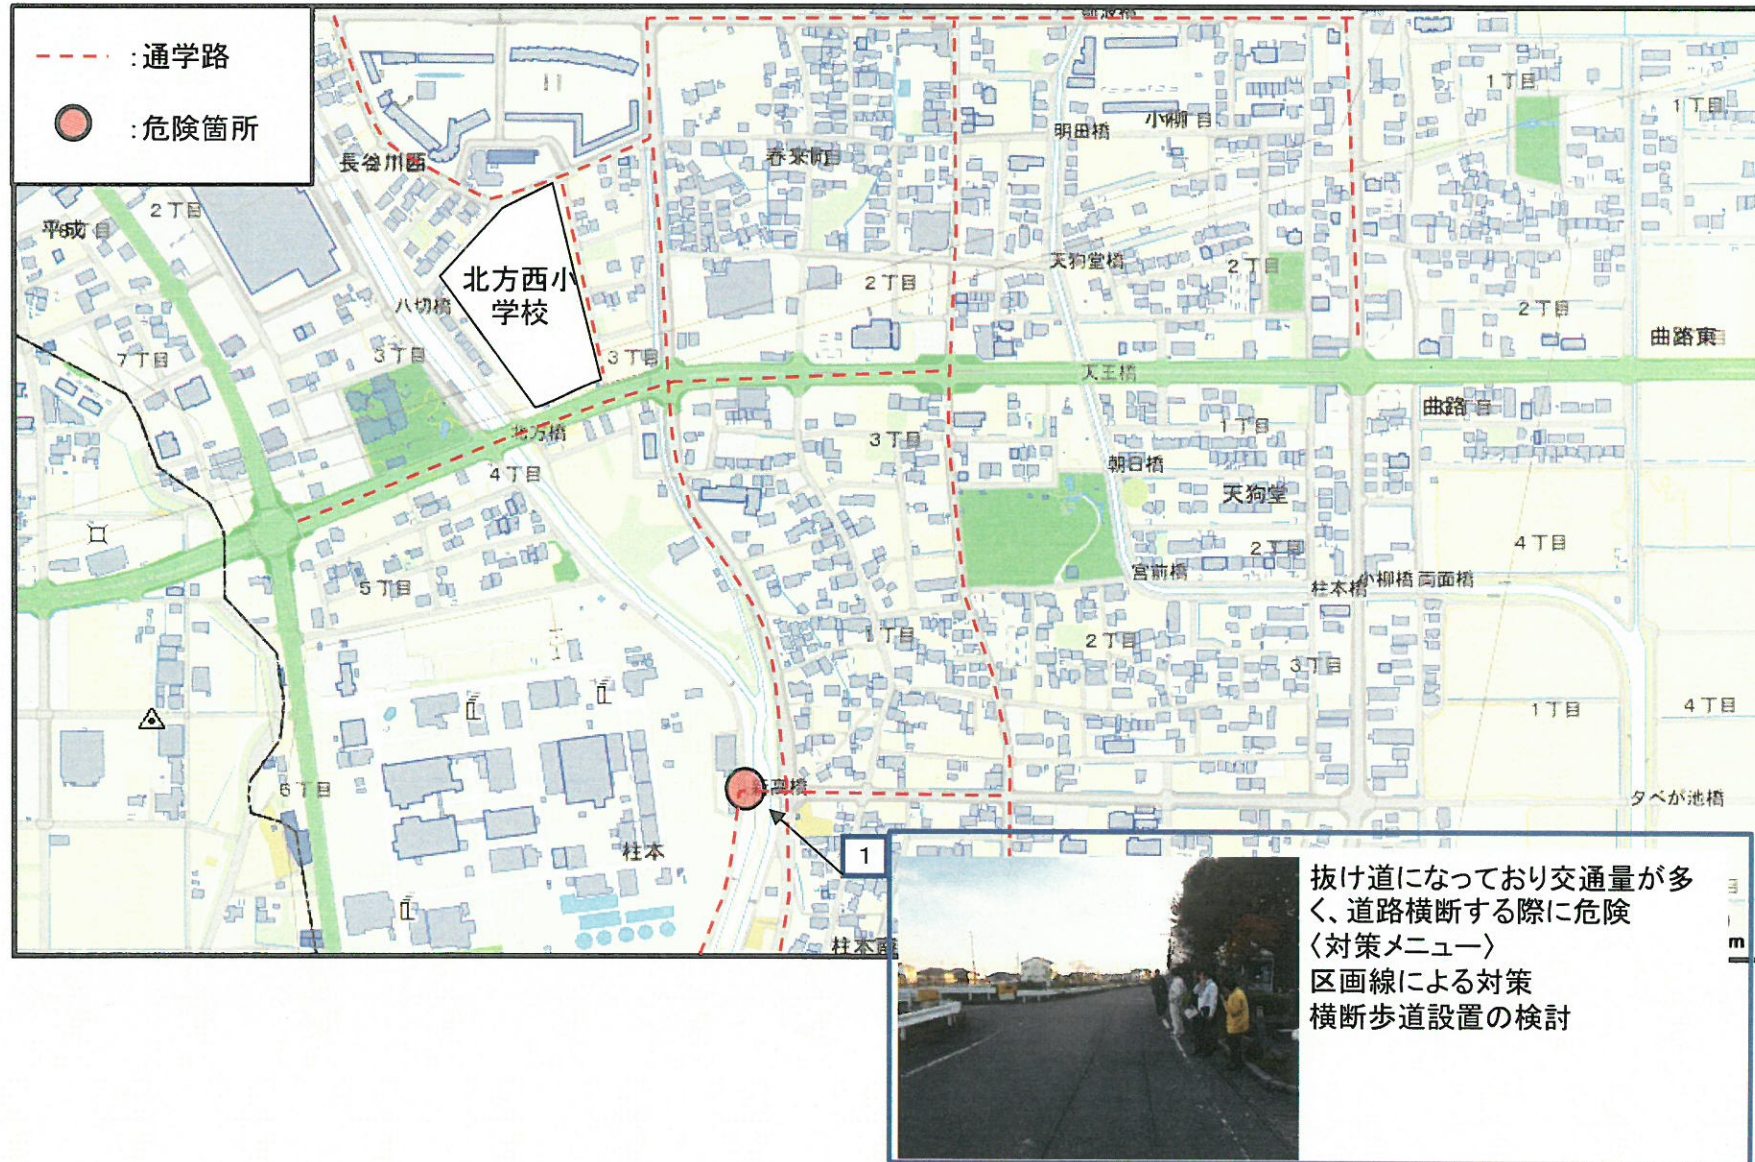 ：通学路
：危険箇所
長谷川西
2丁目
平成
八切橋
北方西小
学校
3丁目
7丁目
3丁目
北方橋
4丁目
5丁目
6丁目
春来町
2丁目
3丁目
1丁目
明田橋
小柳
天狗堂橋
2丁目
天王橋
1丁目
朝日橋
天狗堂
2丁目
宮前橋
2丁目
3丁目
柱本橋
小柳橋
両面橋
1丁目
1丁目
2丁目
曲路東
曲路
4丁目
1丁目
4丁目
夕べが池橋
柱本
1
抜け道になっており交通量が多
く、道路横断する際に危険
〈対策メニュー〉
区画線による対策
横断歩道設置の検討
m